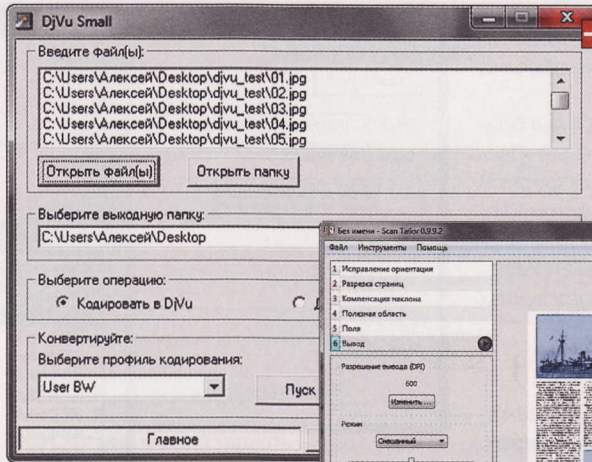 DjVu Small
Введите файл(ы):
C:\Users\Алексей\Desktop\djvu_test\01.jpg
C:\Users\Алексей\Desktop\djvu_test\02.jpg
C:\Users\Алексей\Desktop\djvu_test\03.jpg
C:\Users\Алексей\Desktop\djvu_test\04.jpg
C:\Users\Алексей\Desktop\djvu_test\05.jpg
Открыть файл(ы)
Открыть папку
Выберите выходную папку:
C:\Users\Алексей\Desktop
Выберите операцию:
Кодировать в DjVu
Конвертируйте:
Выберите профиль кодирования:
User BW
Пуск
Главное
Без имени - Scan Tailor 0.9.9.2
Файл Инструменты Помощь
1 Исправление ориентации
2 Разрезка страниц
3 Компенсация наклона
4 Полезная область
5 Поля
6 Вывод
Разрешение вывода (DPI)
600
Изменить ...
Режим
Смешанный